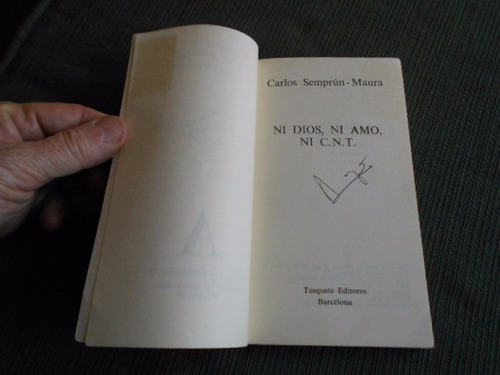 Carlos Semprún-Maura
NI DIOS, NI AMO,
NI C.N.T.
Tusquets Editores
Barcelona